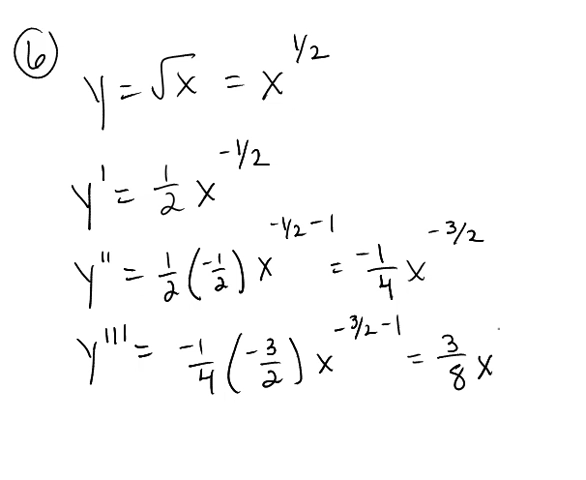 ⑥
y = √x = x^1/2
y' = 1/2 x^-1/2
y'' = 1/2 (-1/2) x^-1/2-1 = -1/4 x^-3/2
y''' = -1/4 (-3/2) x^-3/2-1 = 3/8 x